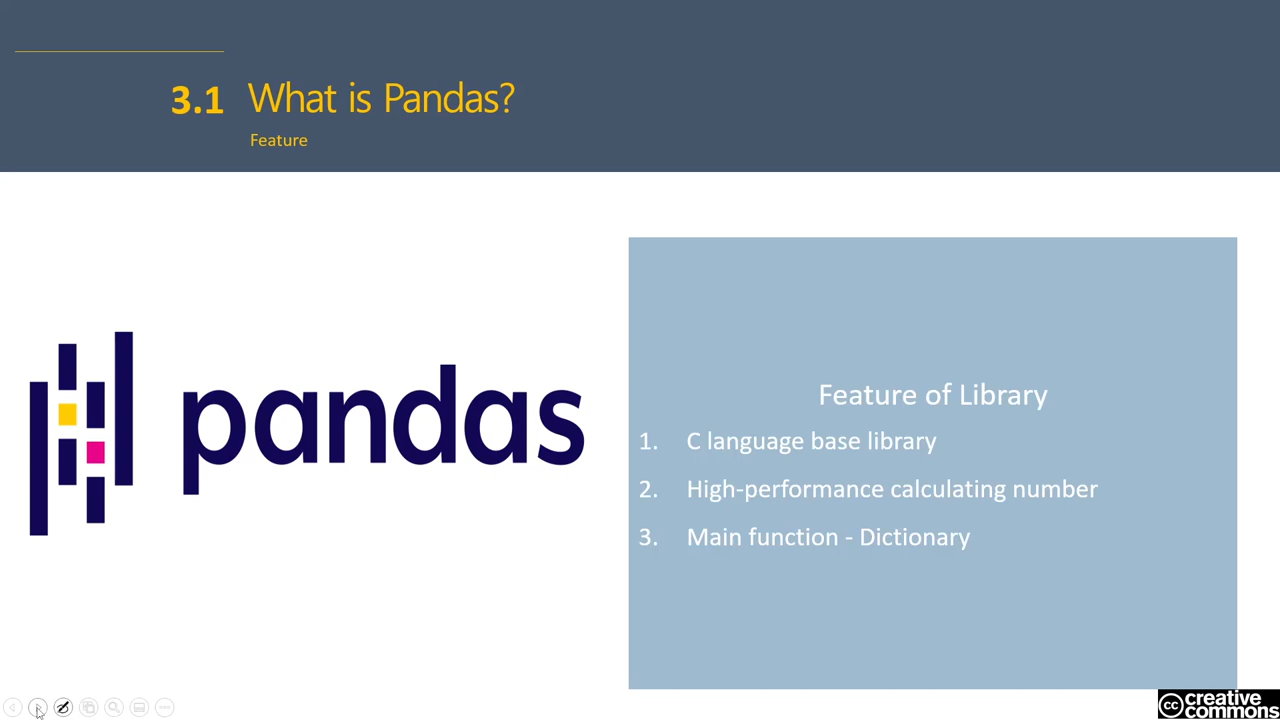 3.1 What is Pandas?
Feature
pandas
Feature of Library
1. C language base library
2. High-performance calculating number
3. Main function - Dictionary
cc creative
commons